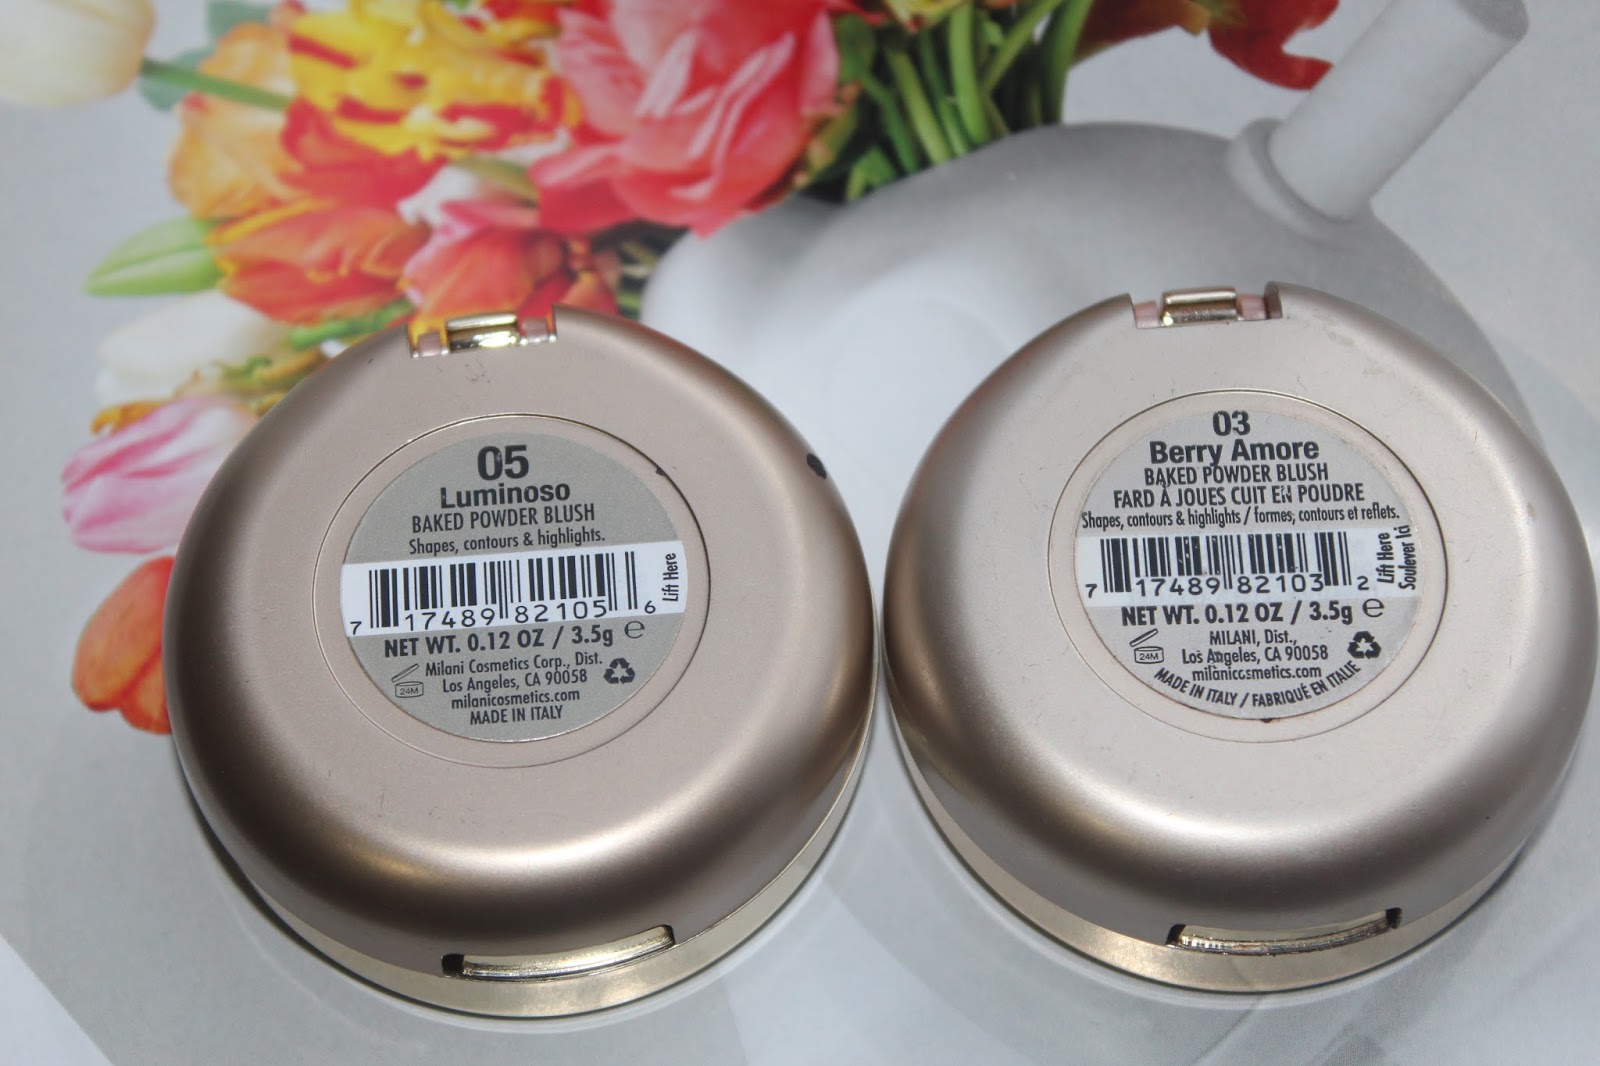 05
Luminoso
BAKED POWDER BLUSH
Shapes, contours & highlights.
Lift Here
7 17489 82105 6
NET WT. 0.12 OZ / 3.5g e
24M
Milani Cosmetics Corp., Dist.
Los Angeles, CA 90058
milanicosmetics.com
MADE IN ITALY
03
Berry Amore
BAKED POWDER BLUSH
FARD À JOUES CUIT EN POUDRE
Shapes, contours & highlights / formes, contours et reflets.
Lift Here
Soulever Ici
7 17489 82103 2
NET WT. 0.12 OZ / 3.5g e
24M
MILANI, Dist.,
Los Angeles, CA 90058
milanicosmetics.com
MADE IN ITALY / FABRIQUÉ EN ITALIE